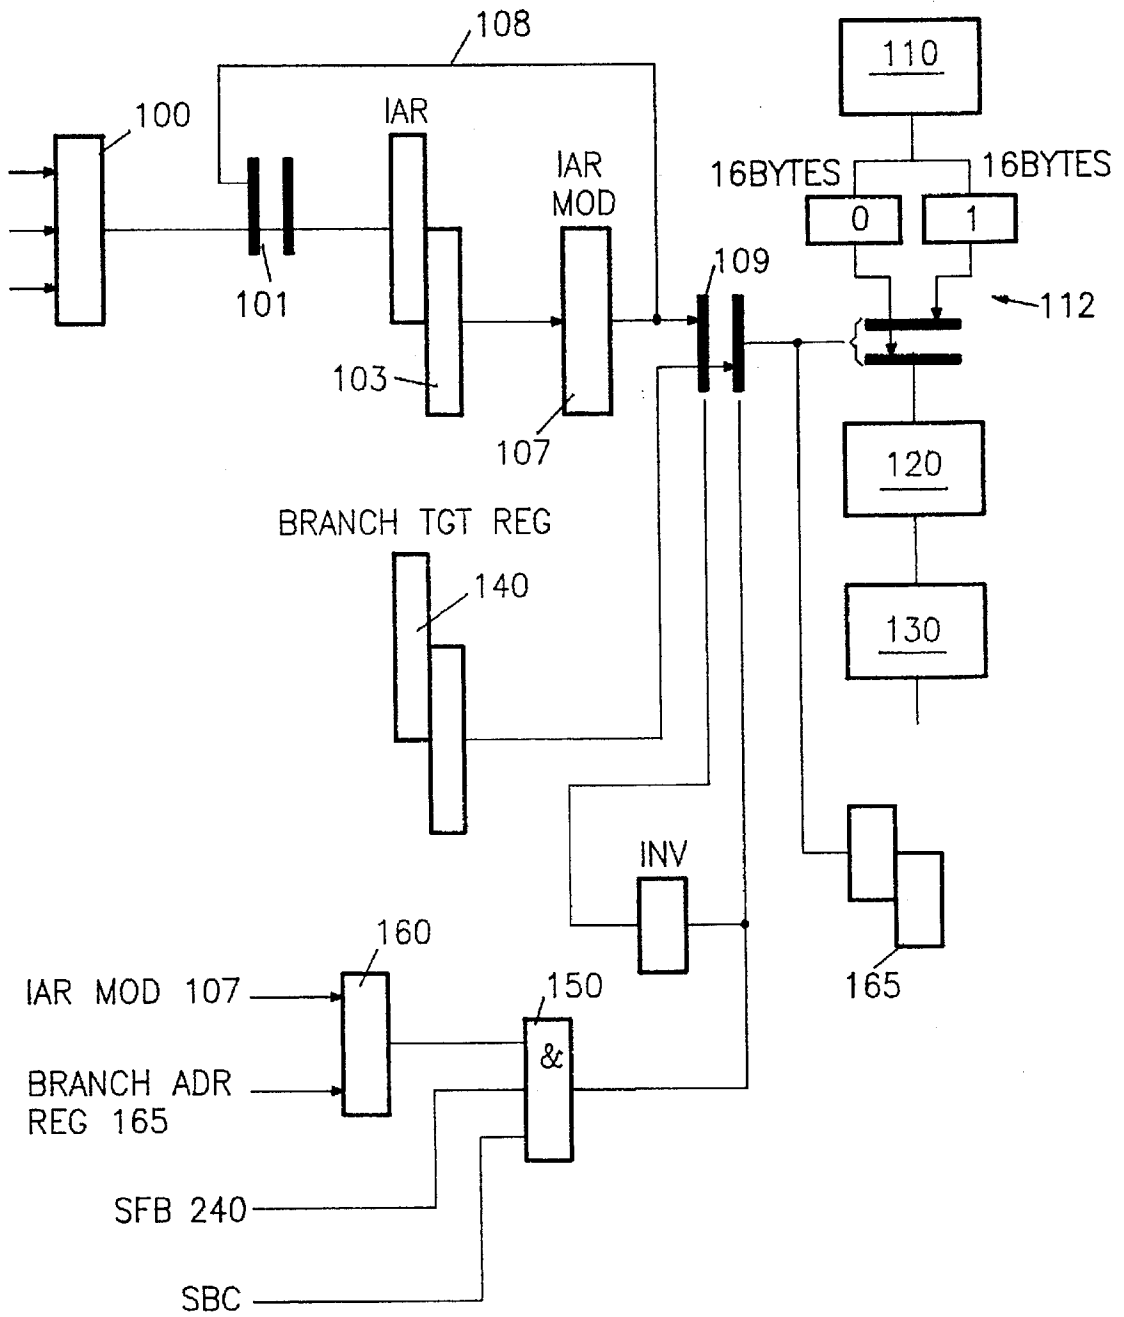 108
110
100
IAR
16BYTES
16BYTES
IAR
MOD
0
1
109
101
112
103
107
120
BRANCH TGT REG
140
130
INV
160
IAR MOD 107
150
165
&
BRANCH ADR
REG 165
SFB 240
SBC